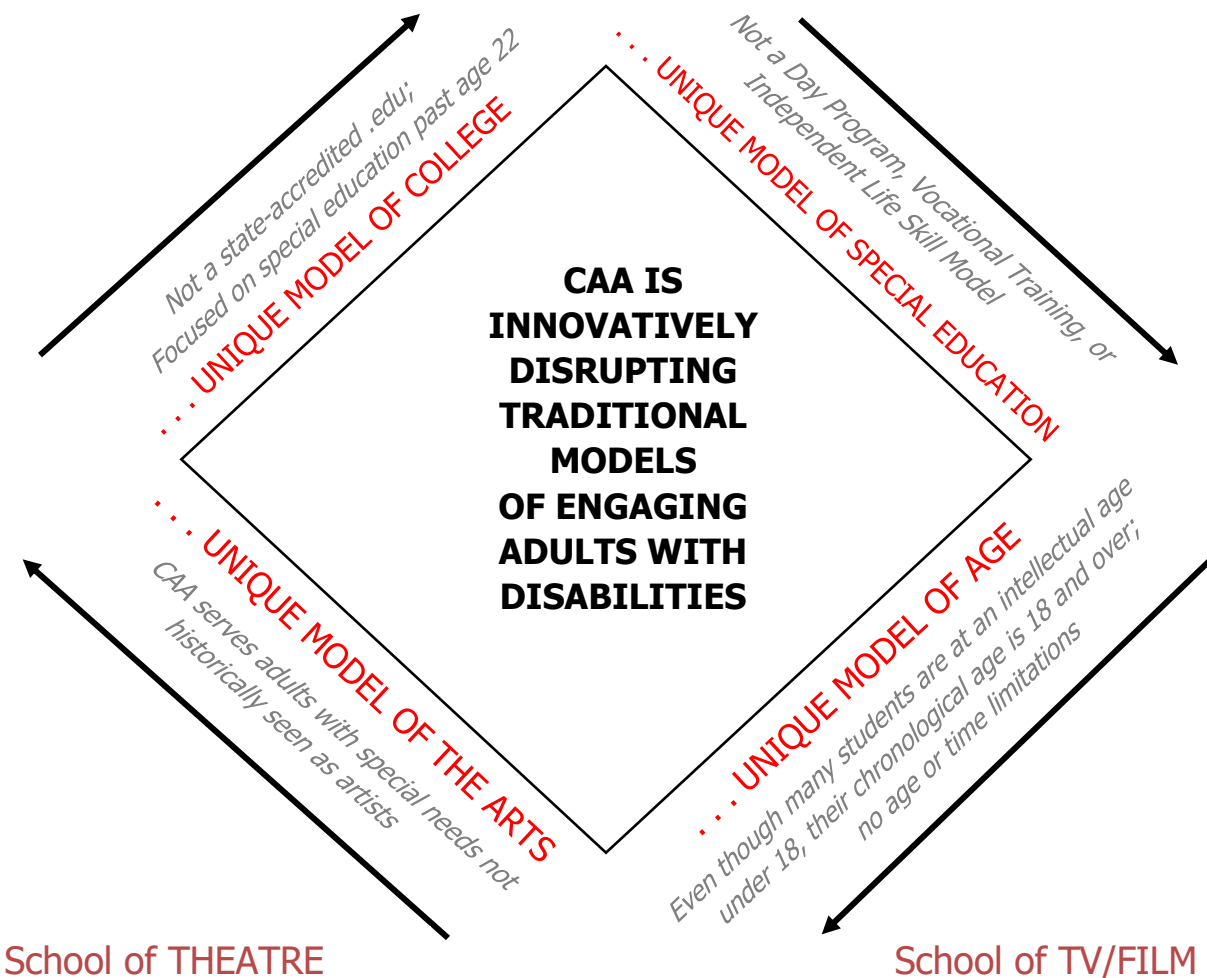 Not a state-accredited .edu;
Focused on special education past age 22
. . . UNIQUE MODEL OF COLLEGE
Not a Day Program, Vocational Training, or
Independent Life Skill Model
. . . UNIQUE MODEL OF SPECIAL EDUCATION
CAA IS
INNOVATIVELY
DISRUPTING
TRADITIONAL
MODELS
OF ENGAGING
ADULTS WITH
DISABILITIES
. . . UNIQUE MODEL OF THE ARTS
CAA serves adults with special needs not
historically seen as artists
. . . UNIQUE MODEL OF AGE
Even though many students are at an intellectual age
under 18, their chronological age is 18 and over;
no age or time limitations
School of THEATRE
School of TV/FILM